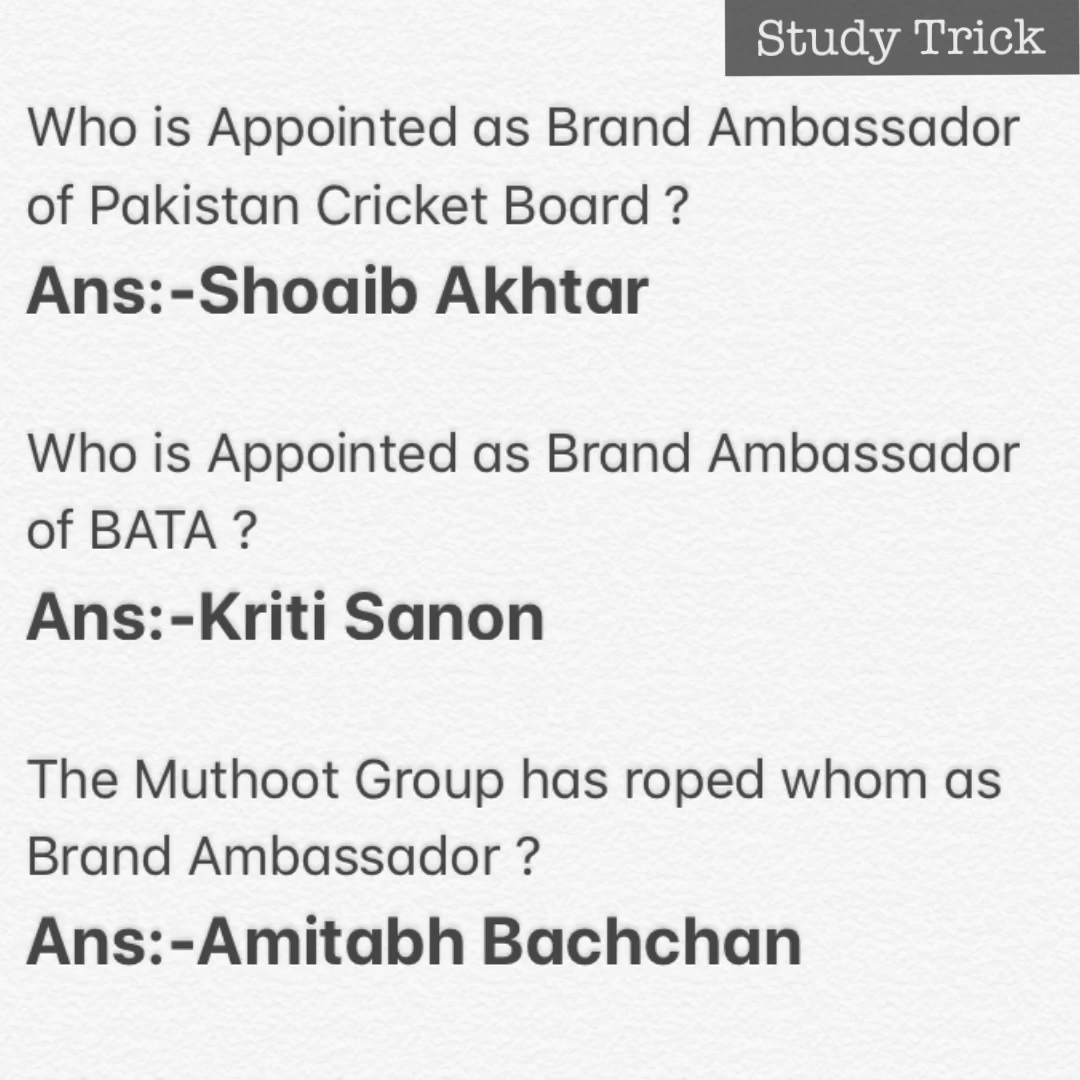 Study Trick
Who is Appointed as Brand Ambassador
of Pakistan Cricket Board ?
Ans:-Shoaib Akhtar
Who is Appointed as Brand Ambassador
of BATA ?
Ans:-Kriti Sanon
The Muthoot Group has roped whom as
Brand Ambassador ?
Ans:-Amitabh Bachchan